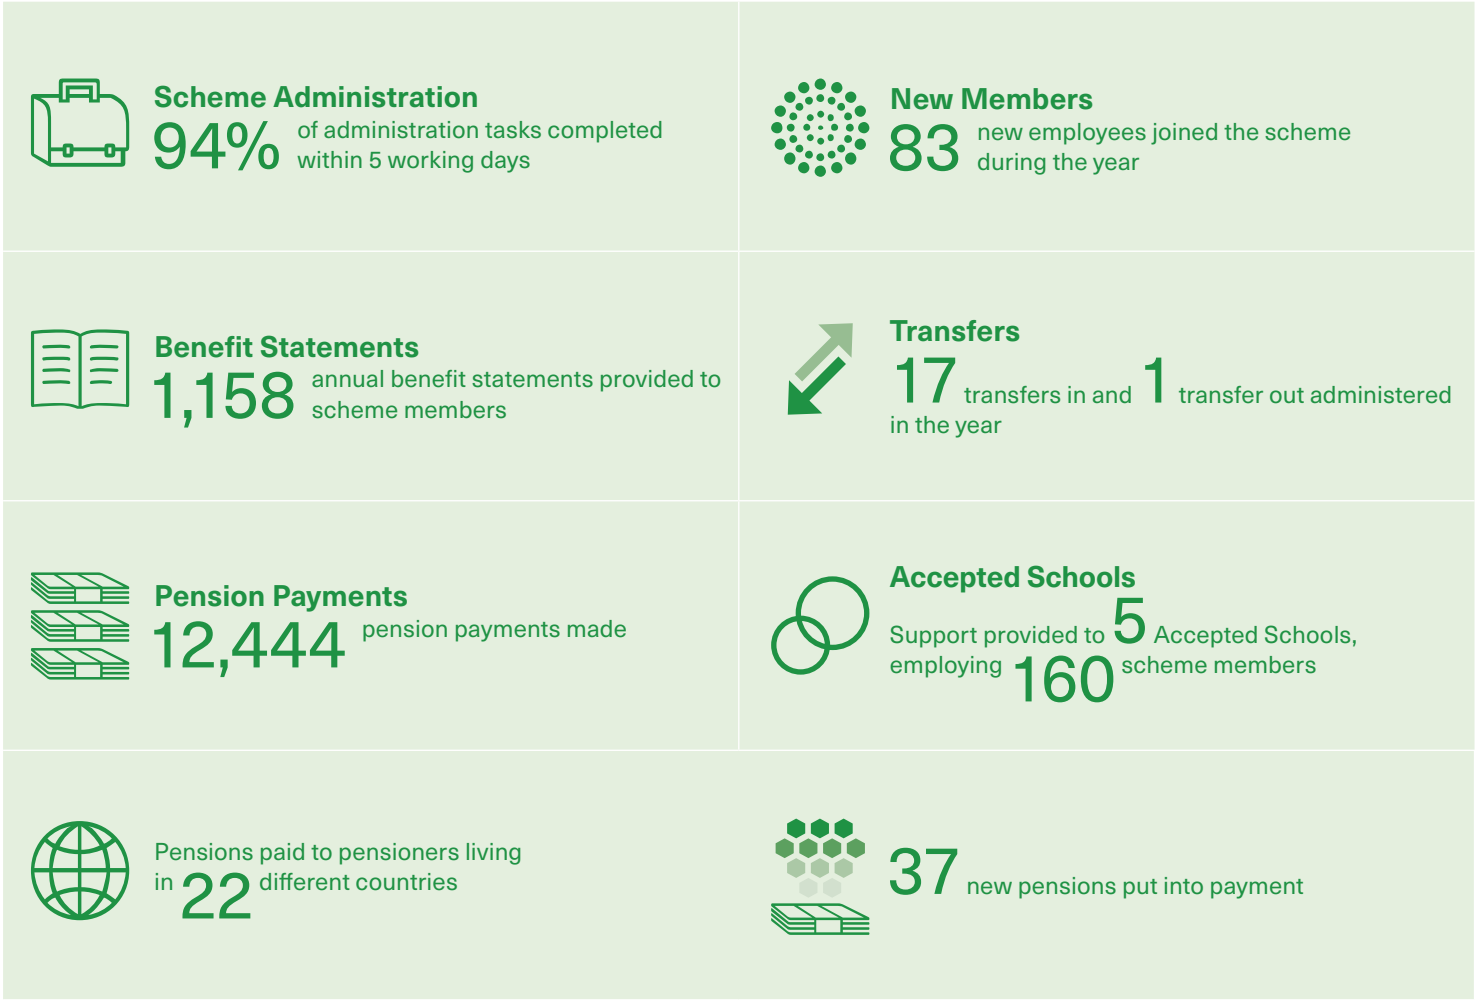 Scheme Administration
94% of administration tasks completed
within 5 working days
New Members
83 new employees joined the scheme
during the year
Benefit Statements
1,158 annual benefit statements provided to
scheme members
Transfers
17 transfers in and 1 transfer out administered
in the year
Pension Payments
12,444 pension payments made
Accepted Schools
Support provided to 5 Accepted Schools,
employing 160 scheme members
Pensions paid to pensioners living
in 22 different countries
37 new pensions put into payment